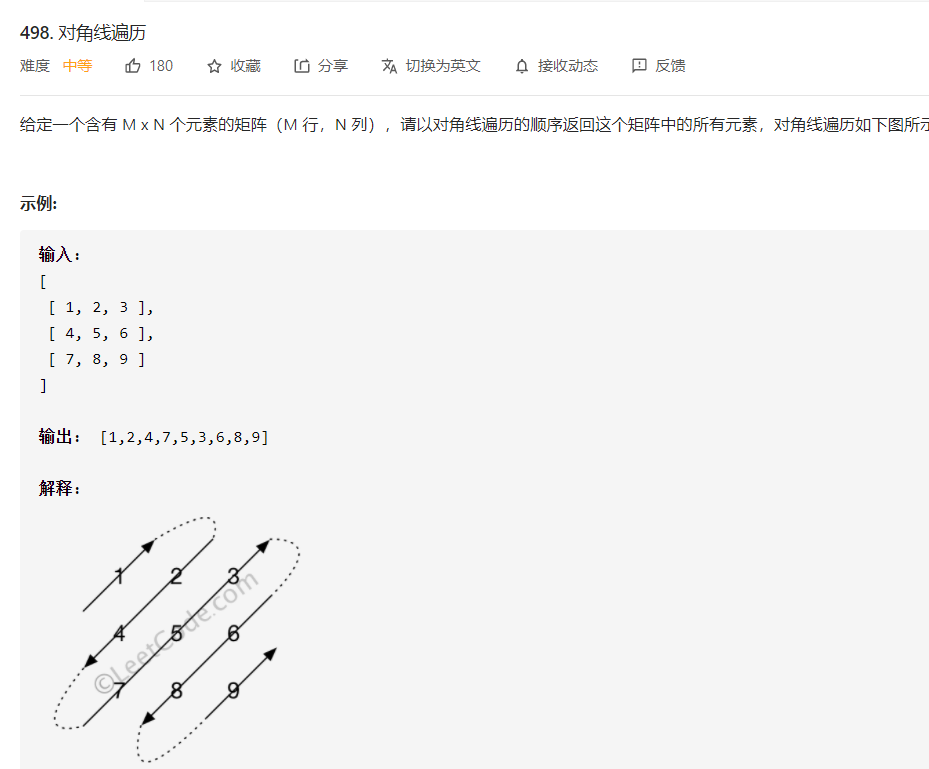 498. 对角线遍历
难度 中等 180 收藏 分享 切换为英文 接收动态 反馈
给定一个含有 M x N 个元素的矩阵（M 行，N 列），请以对角线遍历的顺序返回这个矩阵中的所有元素，对角线遍历如下图所示
示例:
输入:
[
[ 1, 2, 3 ],
[ 4, 5, 6 ],
[ 7, 8, 9 ]
]
输出: [1,2,4,7,5,3,6,8,9]
解释:
1 2 3
4 5 6
7 8 9
©LeetCode.com